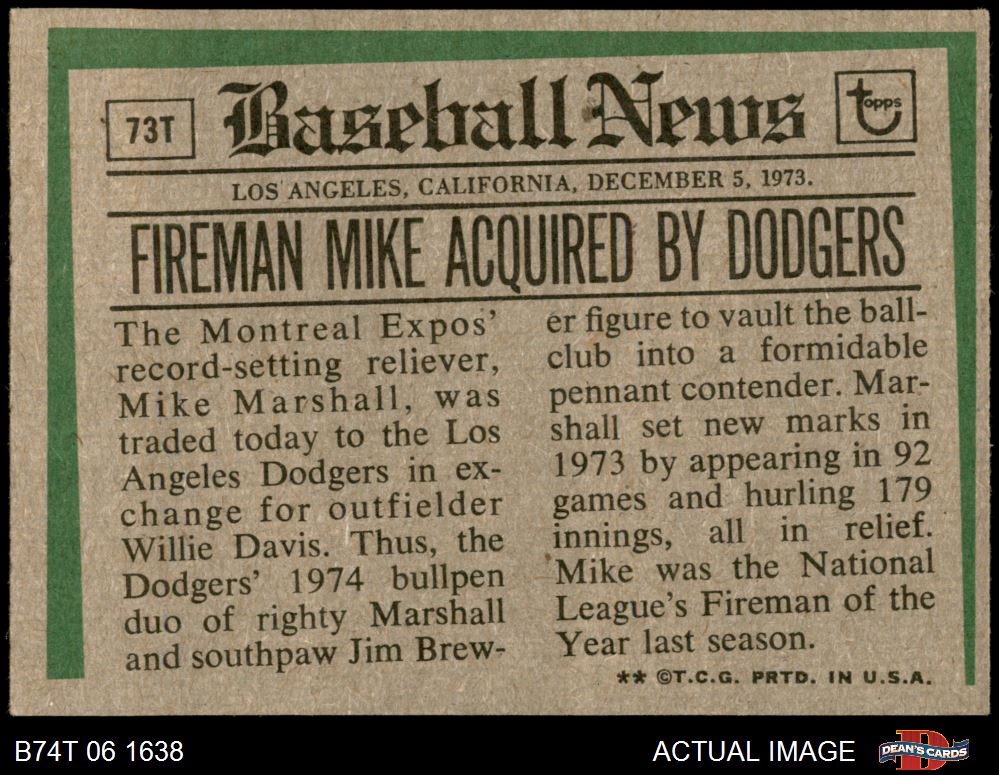 73T
Baseball News
topps
LOS ANGELES, CALIFORNIA, DECEMBER 5, 1973.
FIREMAN MIKE ACQUIRED BY DODGERS
The Montreal Expos'
record-setting reliever,
Mike Marshall, was
traded today to the Los
Angeles Dodgers in ex-
change for outfielder
Willie Davis. Thus, the
Dodgers' 1974 bullpen
duo of righty Marshall
and southpaw Jim Brew-
er figure to vault the ball-
club into a formidable
pennant contender. Mar-
shall set new marks in
1973 by appearing in 92
games and hurling 179
innings, all in relief.
Mike was the National
League's Fireman of the
Year last season.
** ©T.C.G. PRTD. IN U.S.A.
B74T 06 1638
ACTUAL IMAGE
DEAN'S CARDS